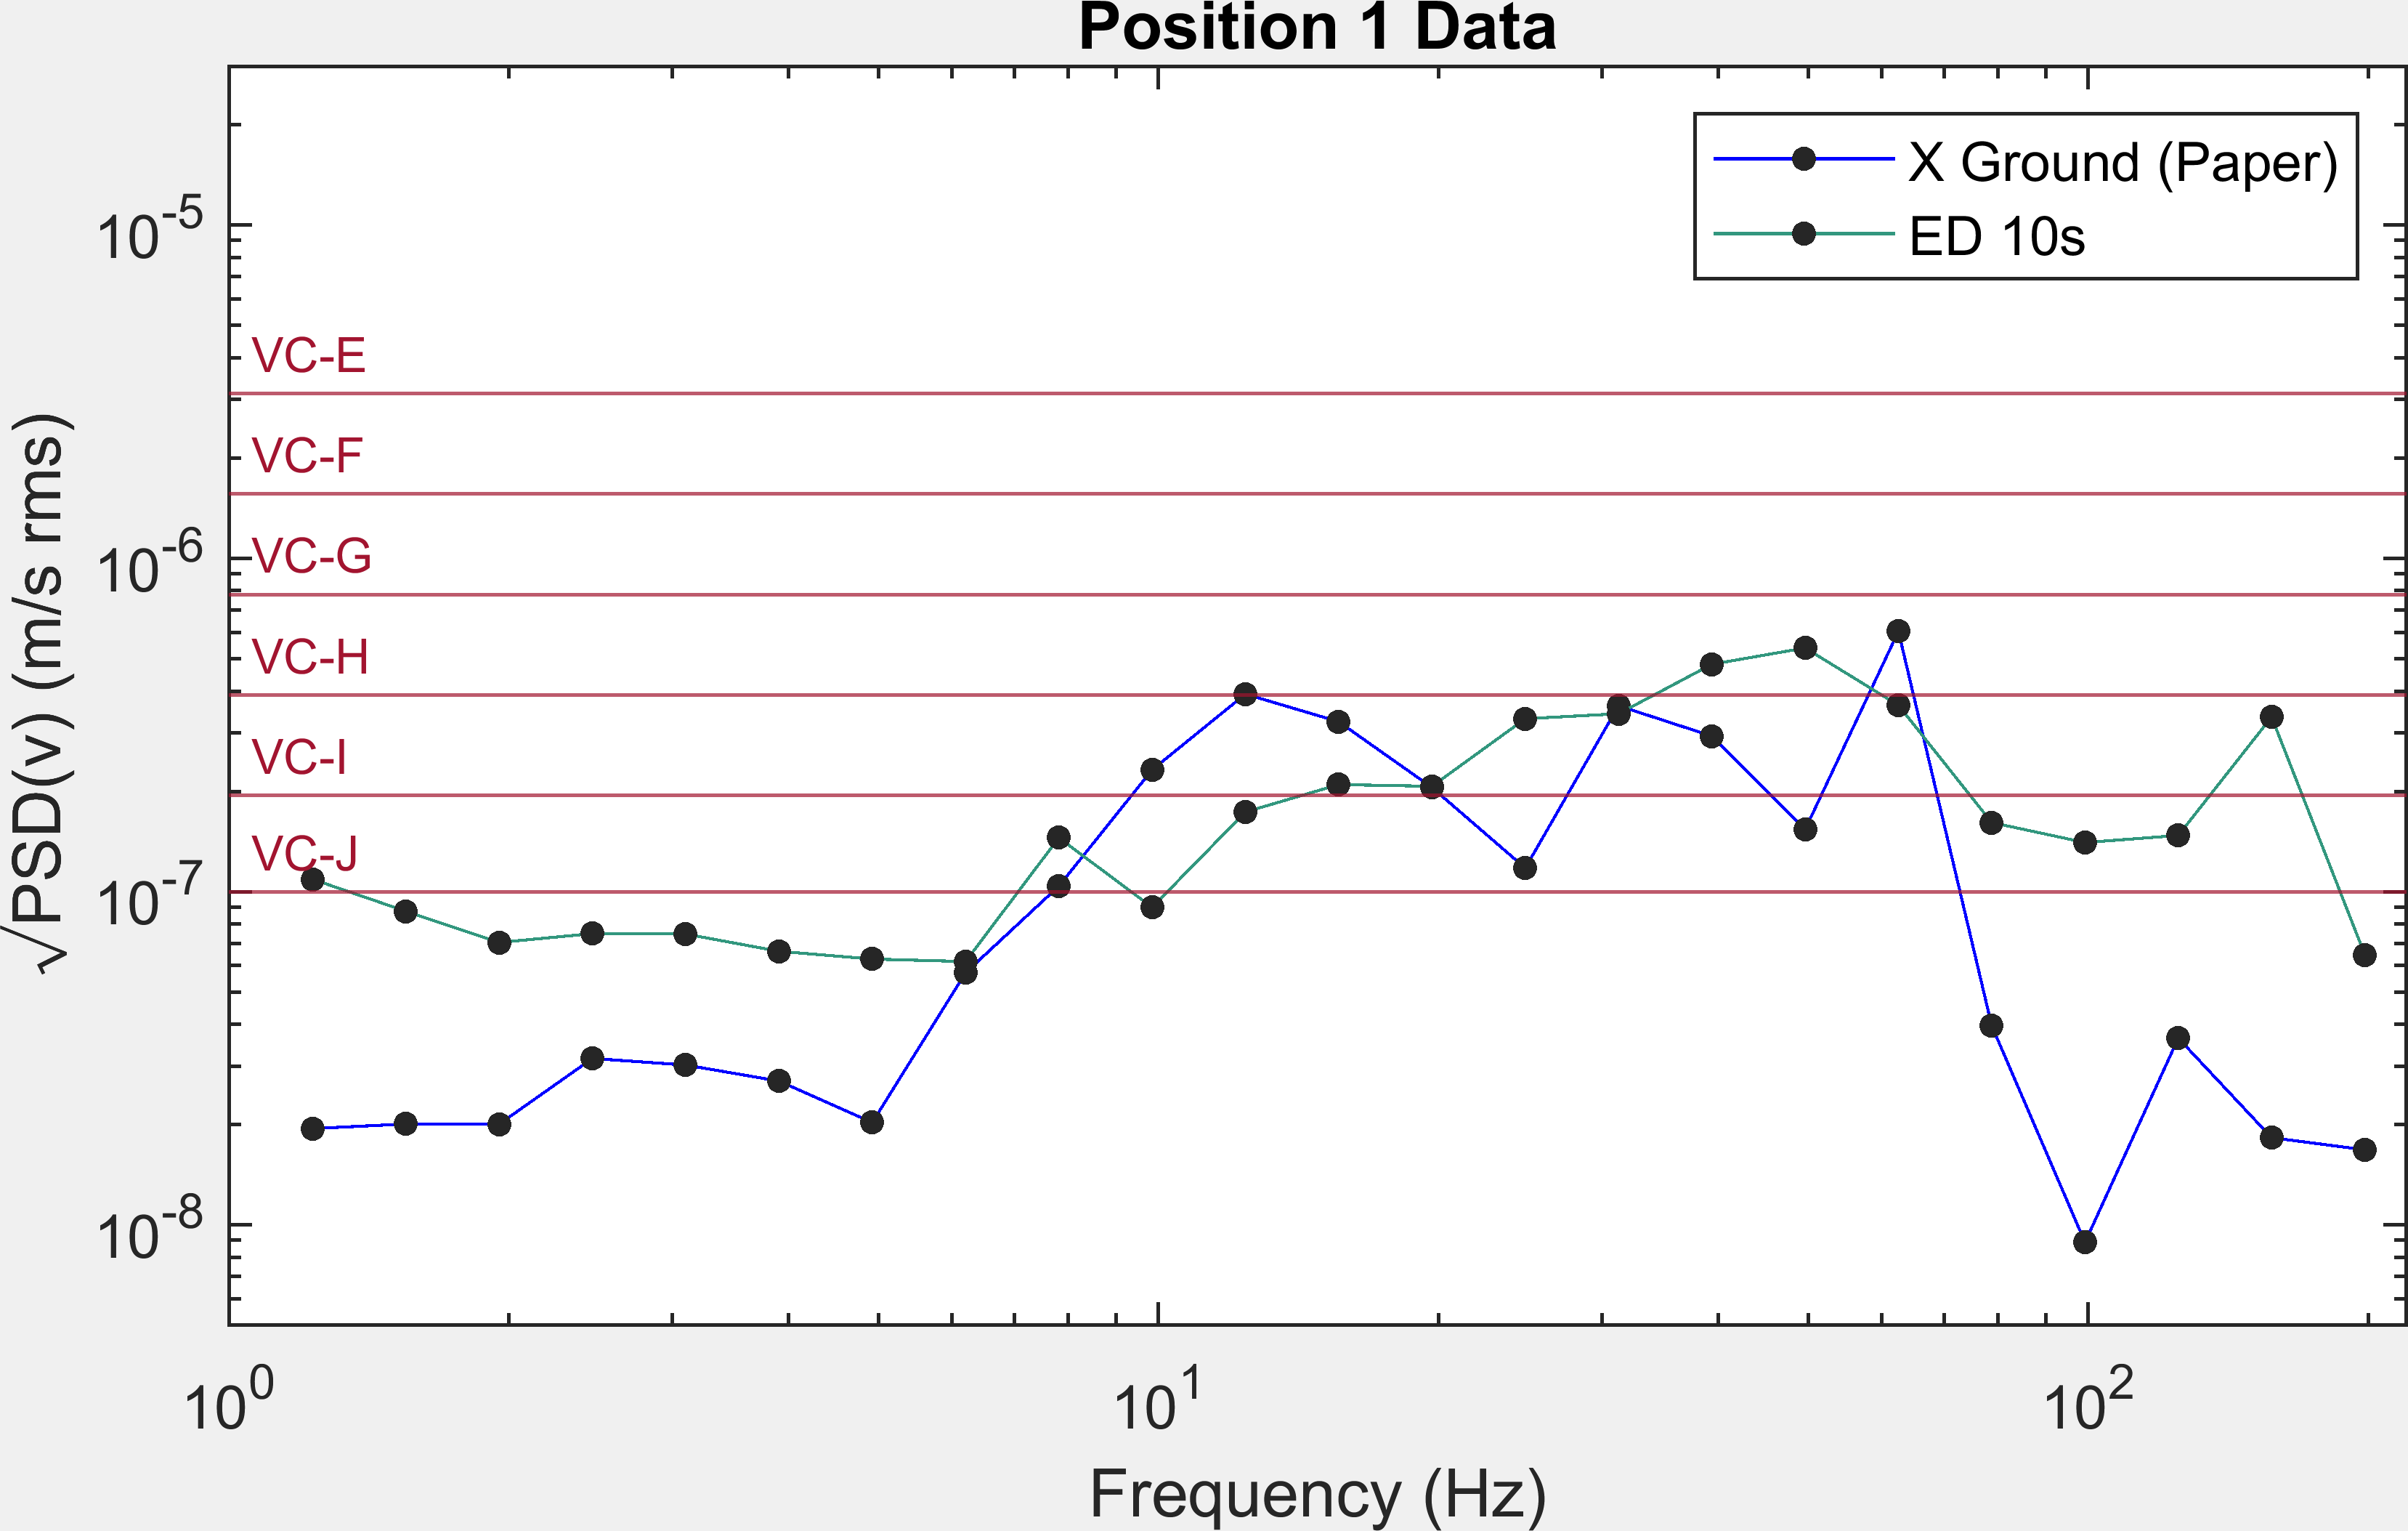 Position 1 Data
X Ground (Paper)
ED 10s
10^-5
VC-E
VC-F
10^-6
VC-G
VC-H
VC-I
VC-J
10^-7
10^-8
10^0
10^1
10^2
Frequency (Hz)
√PSD(v) (m/s rms)